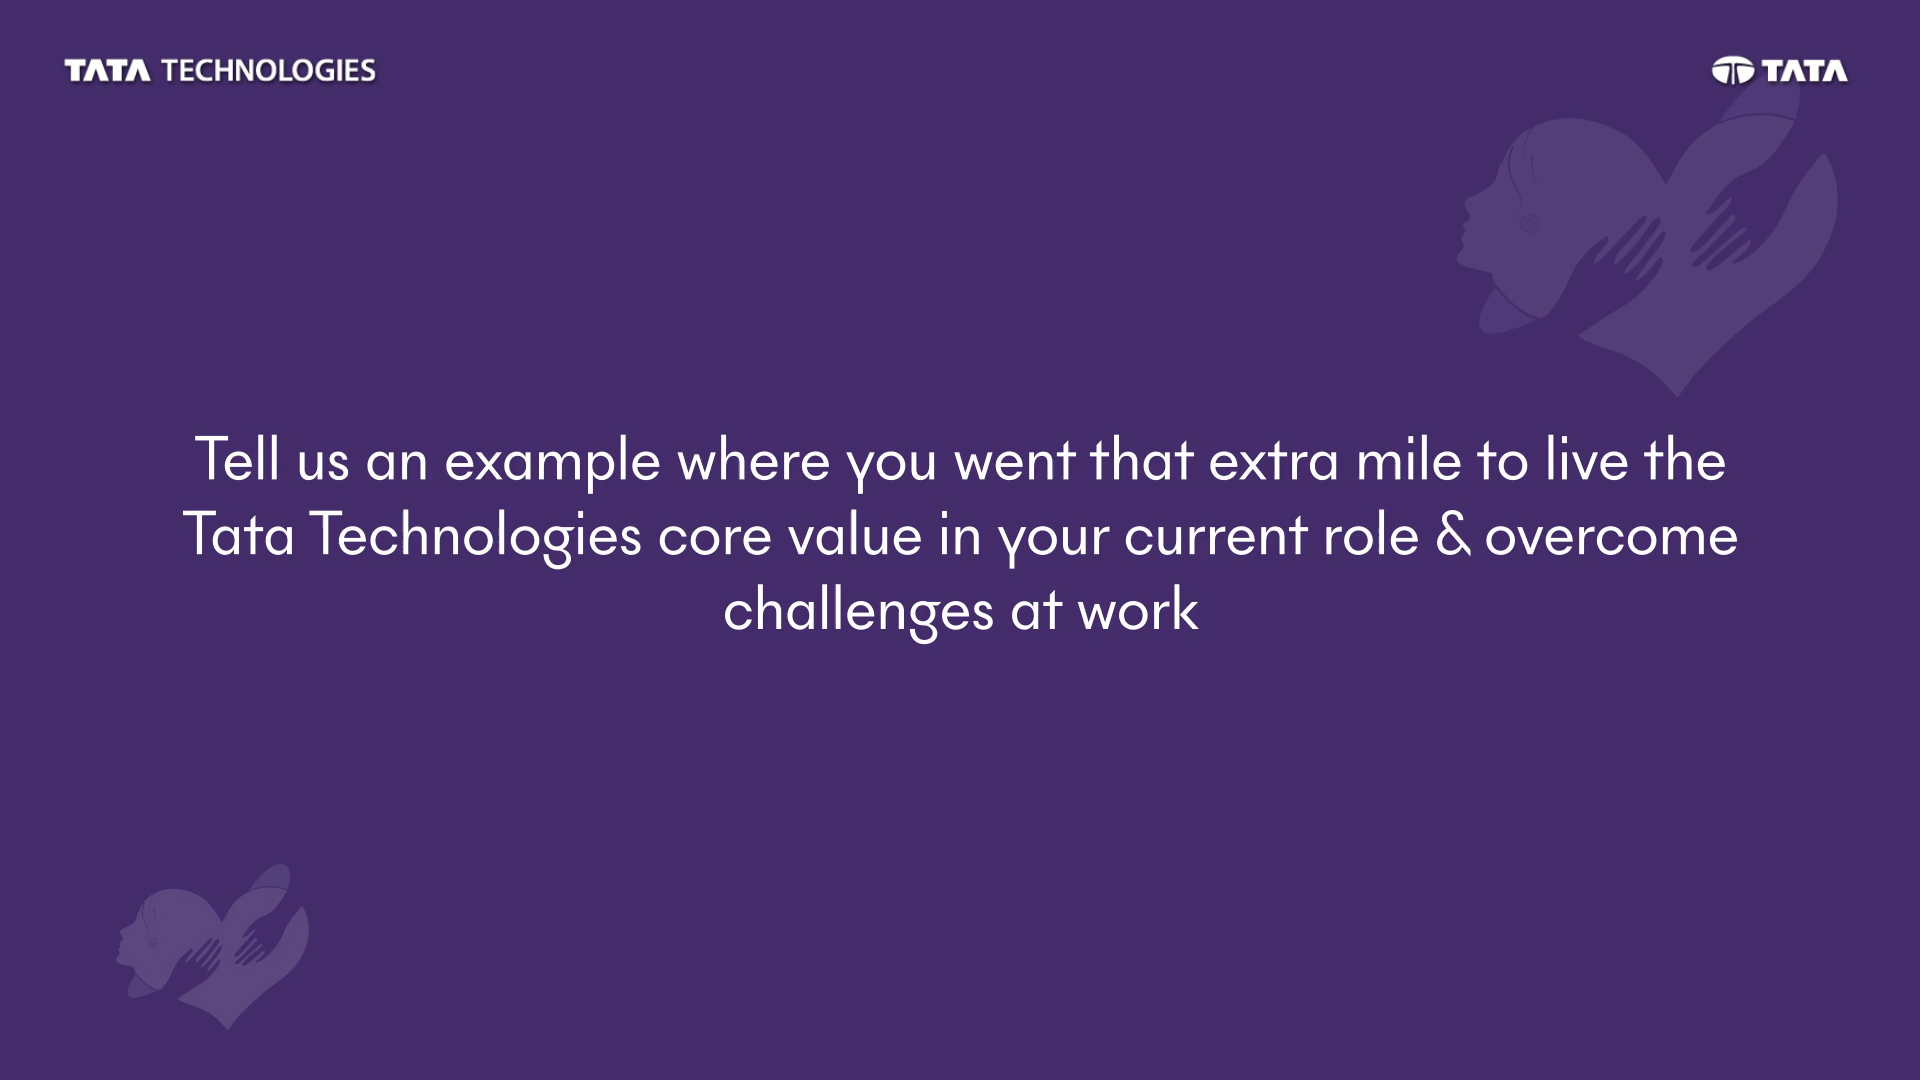 TATA TECHNOLOGIES
TATA
Tell us an example where you went that extra mile to live the
Tata Technologies core value in your current role & overcome
challenges at work